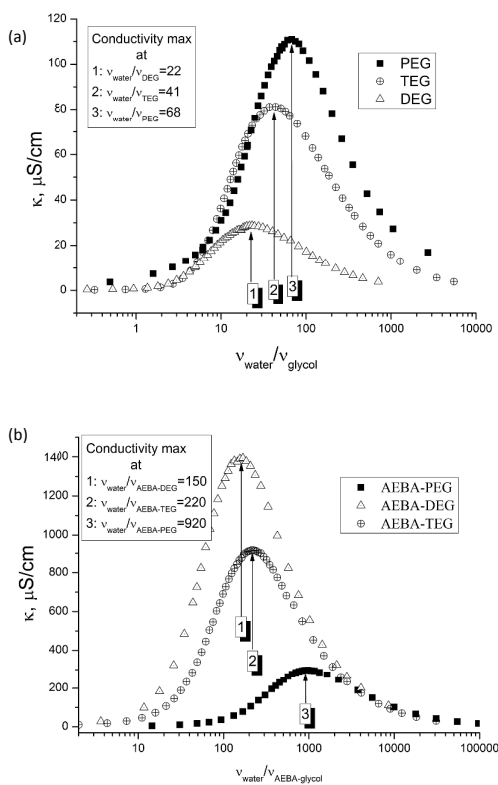 (a)
Conductivity max
at
1: νwater/νDEG=22
2: νwater/νTEG=41
3: νwater/νPEG=68
PEG
TEG
DEG
120
100
80
60
40
20
0
κ, μS/cm
1
2
3
1
10
100
1000
10000
νwater/νglycol
(b)
Conductivity max
at
1: νwater/νAEBA-DEG=150
2: νwater/νAEBA-TEG=220
3: νwater/νAEBA-PEG=920
AEBA-PEG
AEBA-DEG
AEBA-TEG
1400
1200
1000
800
600
400
200
0
κ, μS/cm
1
2
3
10
100
1000
10000
100000
νwater/νAEBA-glycol